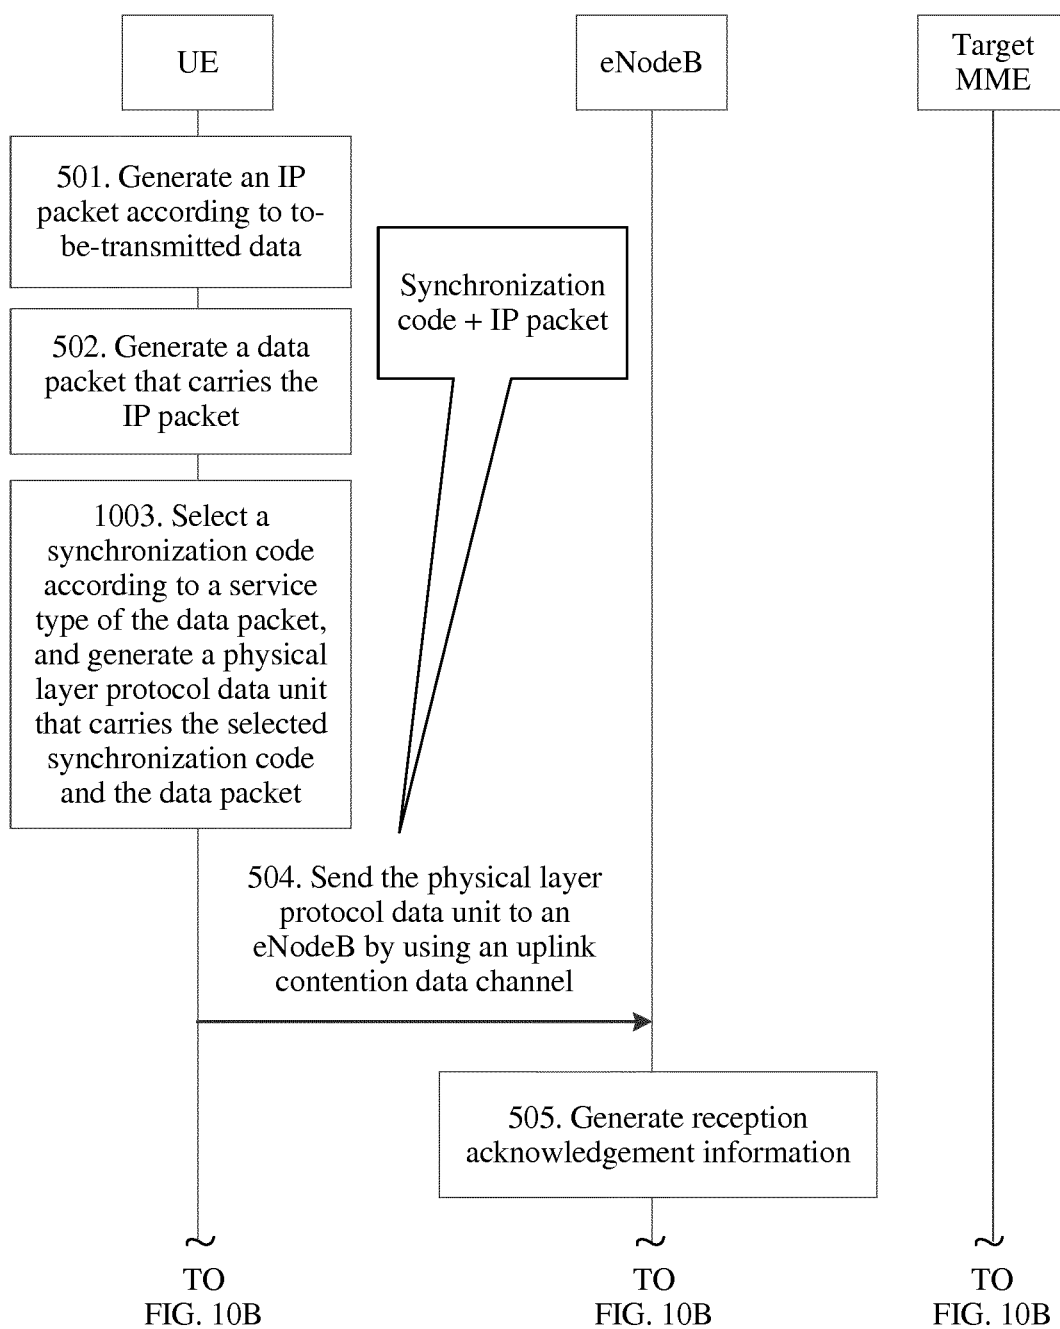 UE
eNodeB
Target
MME
501. Generate an IP
packet according to to-
be-transmitted data
Synchronization
code + IP packet
502. Generate a data
packet that carries the
IP packet
1003. Select a
synchronization code
according to a service
type of the data packet,
and generate a physical
layer protocol data unit
that carries the selected
synchronization code
and the data packet
504. Send the physical layer
protocol data unit to an
eNodeB by using an uplink
contention data channel
505. Generate reception
acknowledgement information
TO
FIG. 10B
TO
FIG. 10B
TO
FIG. 10B